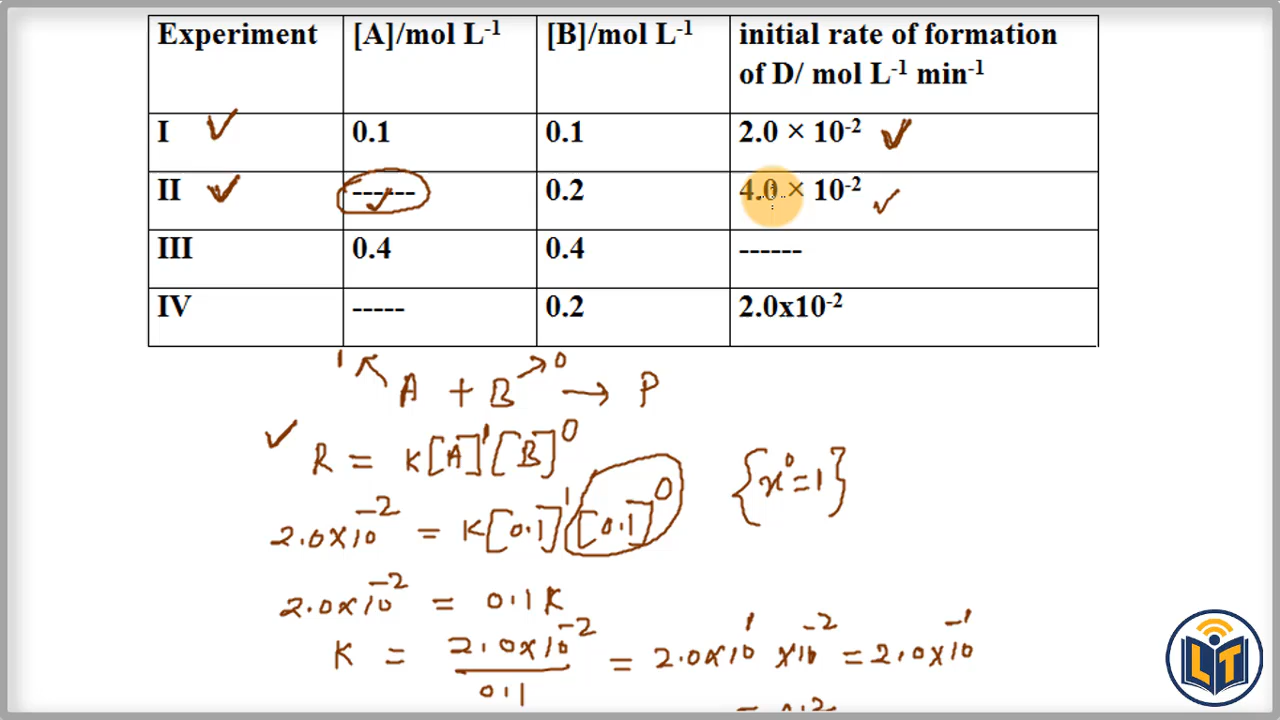 Experiment [A]/mol L-1 [B]/mol L-1 initial rate of formation of D/ mol L-1 min-1
I 0.1 0.1 2.0 × 10-2
II ------ 0.2 4.0 × 10-2
III 0.4 0.4 ------
IV ----- 0.2 2.0x10-2
1 A + B 0 → P
R = K[A]1[B]0
2.0×10-2 = K[0.1]1[0.1]0 {x0=1}
2.0×10-2 = 0.1K
K = 2.0×10-2 / 0.1 = 2.0×101 ×10-2 = 2.0×10-1
LT